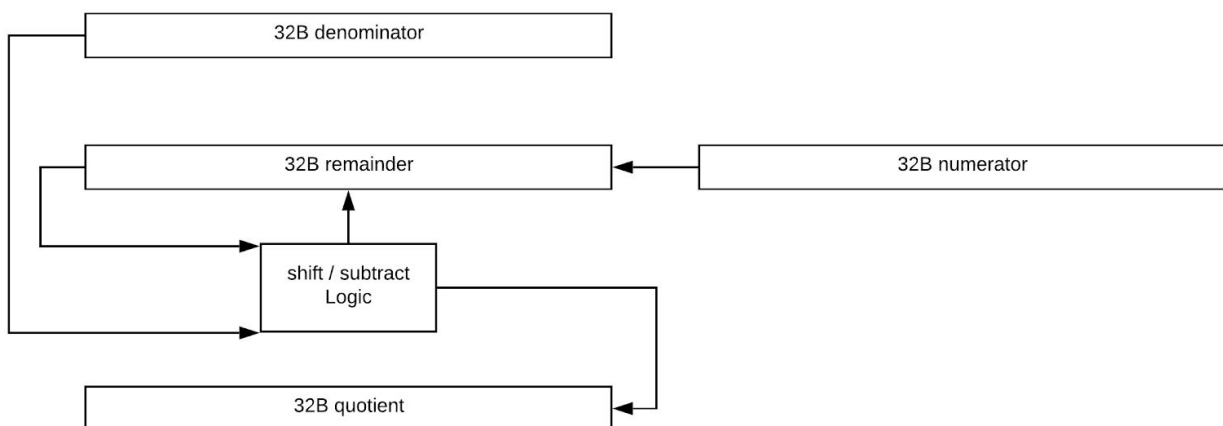 32B denominator
32B remainder
32B numerator
shift / subtract
Logic
32B quotient